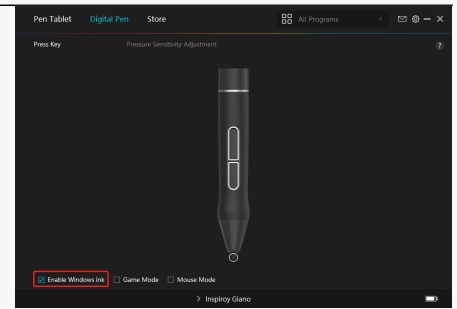 Pen Tablet Digital Pen Store All Programs
Press Key Pressure Sensitivity Adjustment ?
Enable Windows ink Game Mode Mouse Mode
> Inspiroy Giano